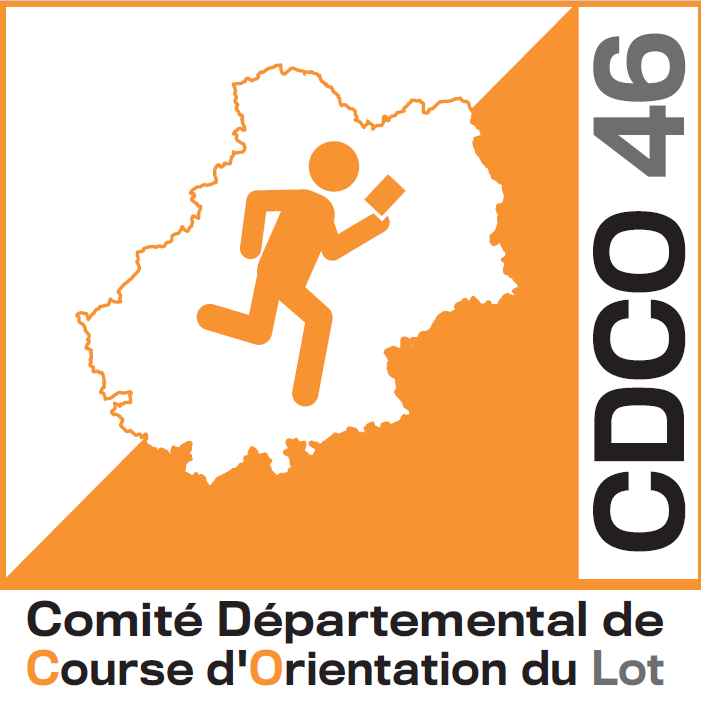 CDCO 46
Comité Départemental de
Course d'Orientation du Lot